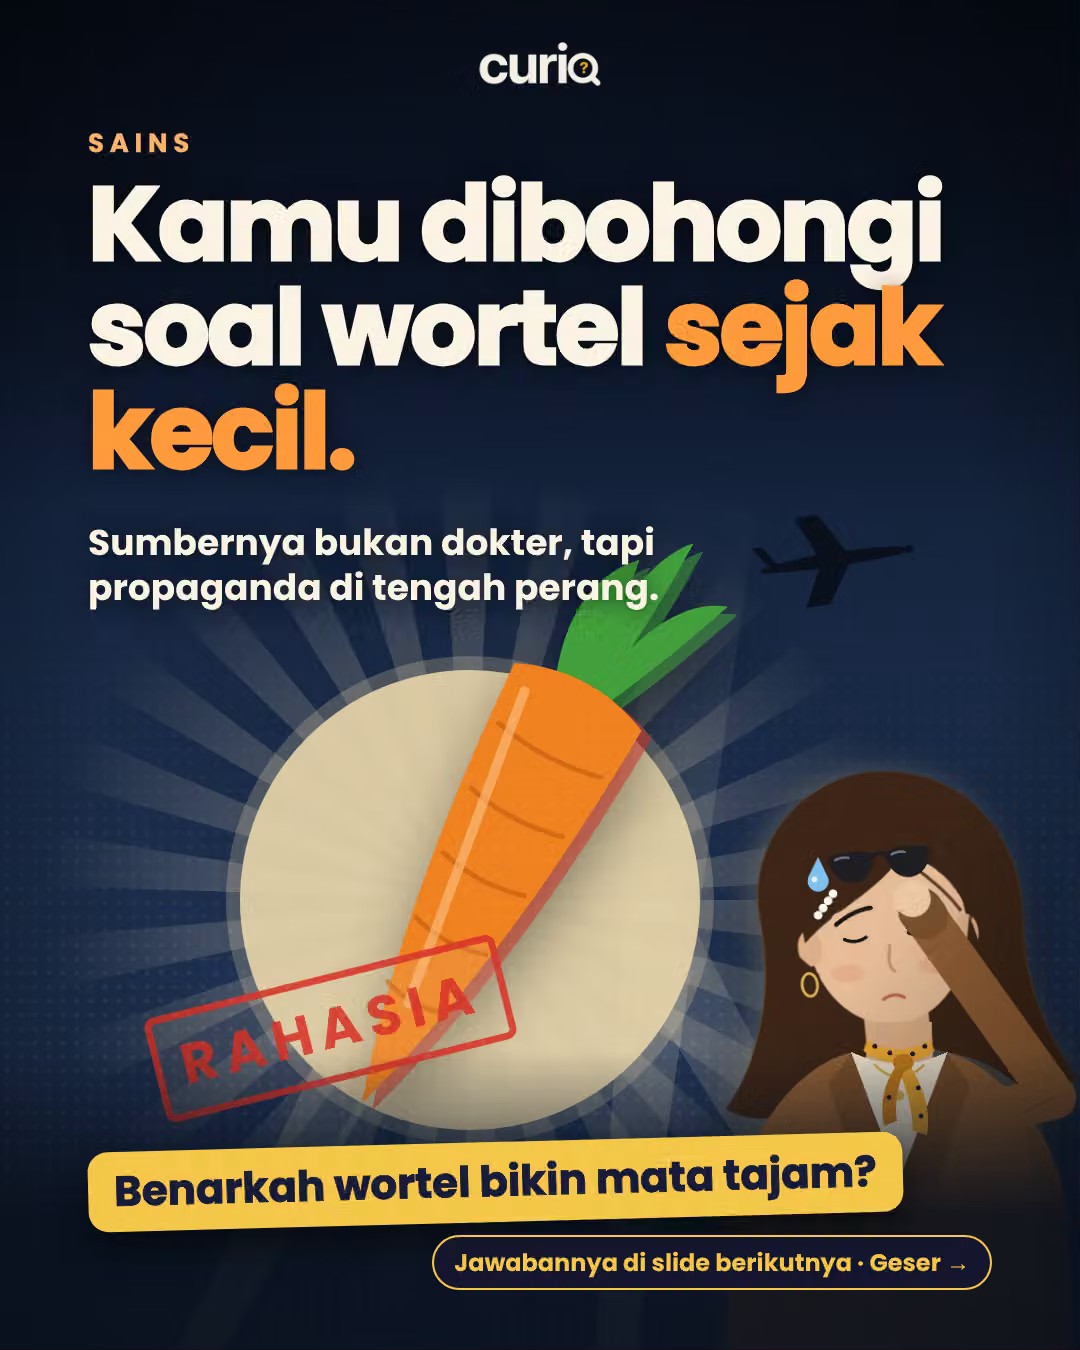 curiQ
SAINS
Kamu dibohongi
soal wortel sejak
kecil.
Sumbernya bukan dokter, tapi
propaganda di tengah perang.
RAHASIA
Benarkah wortel bikin mata tajam?
Jawabannya di slide berikutnya · Geser →